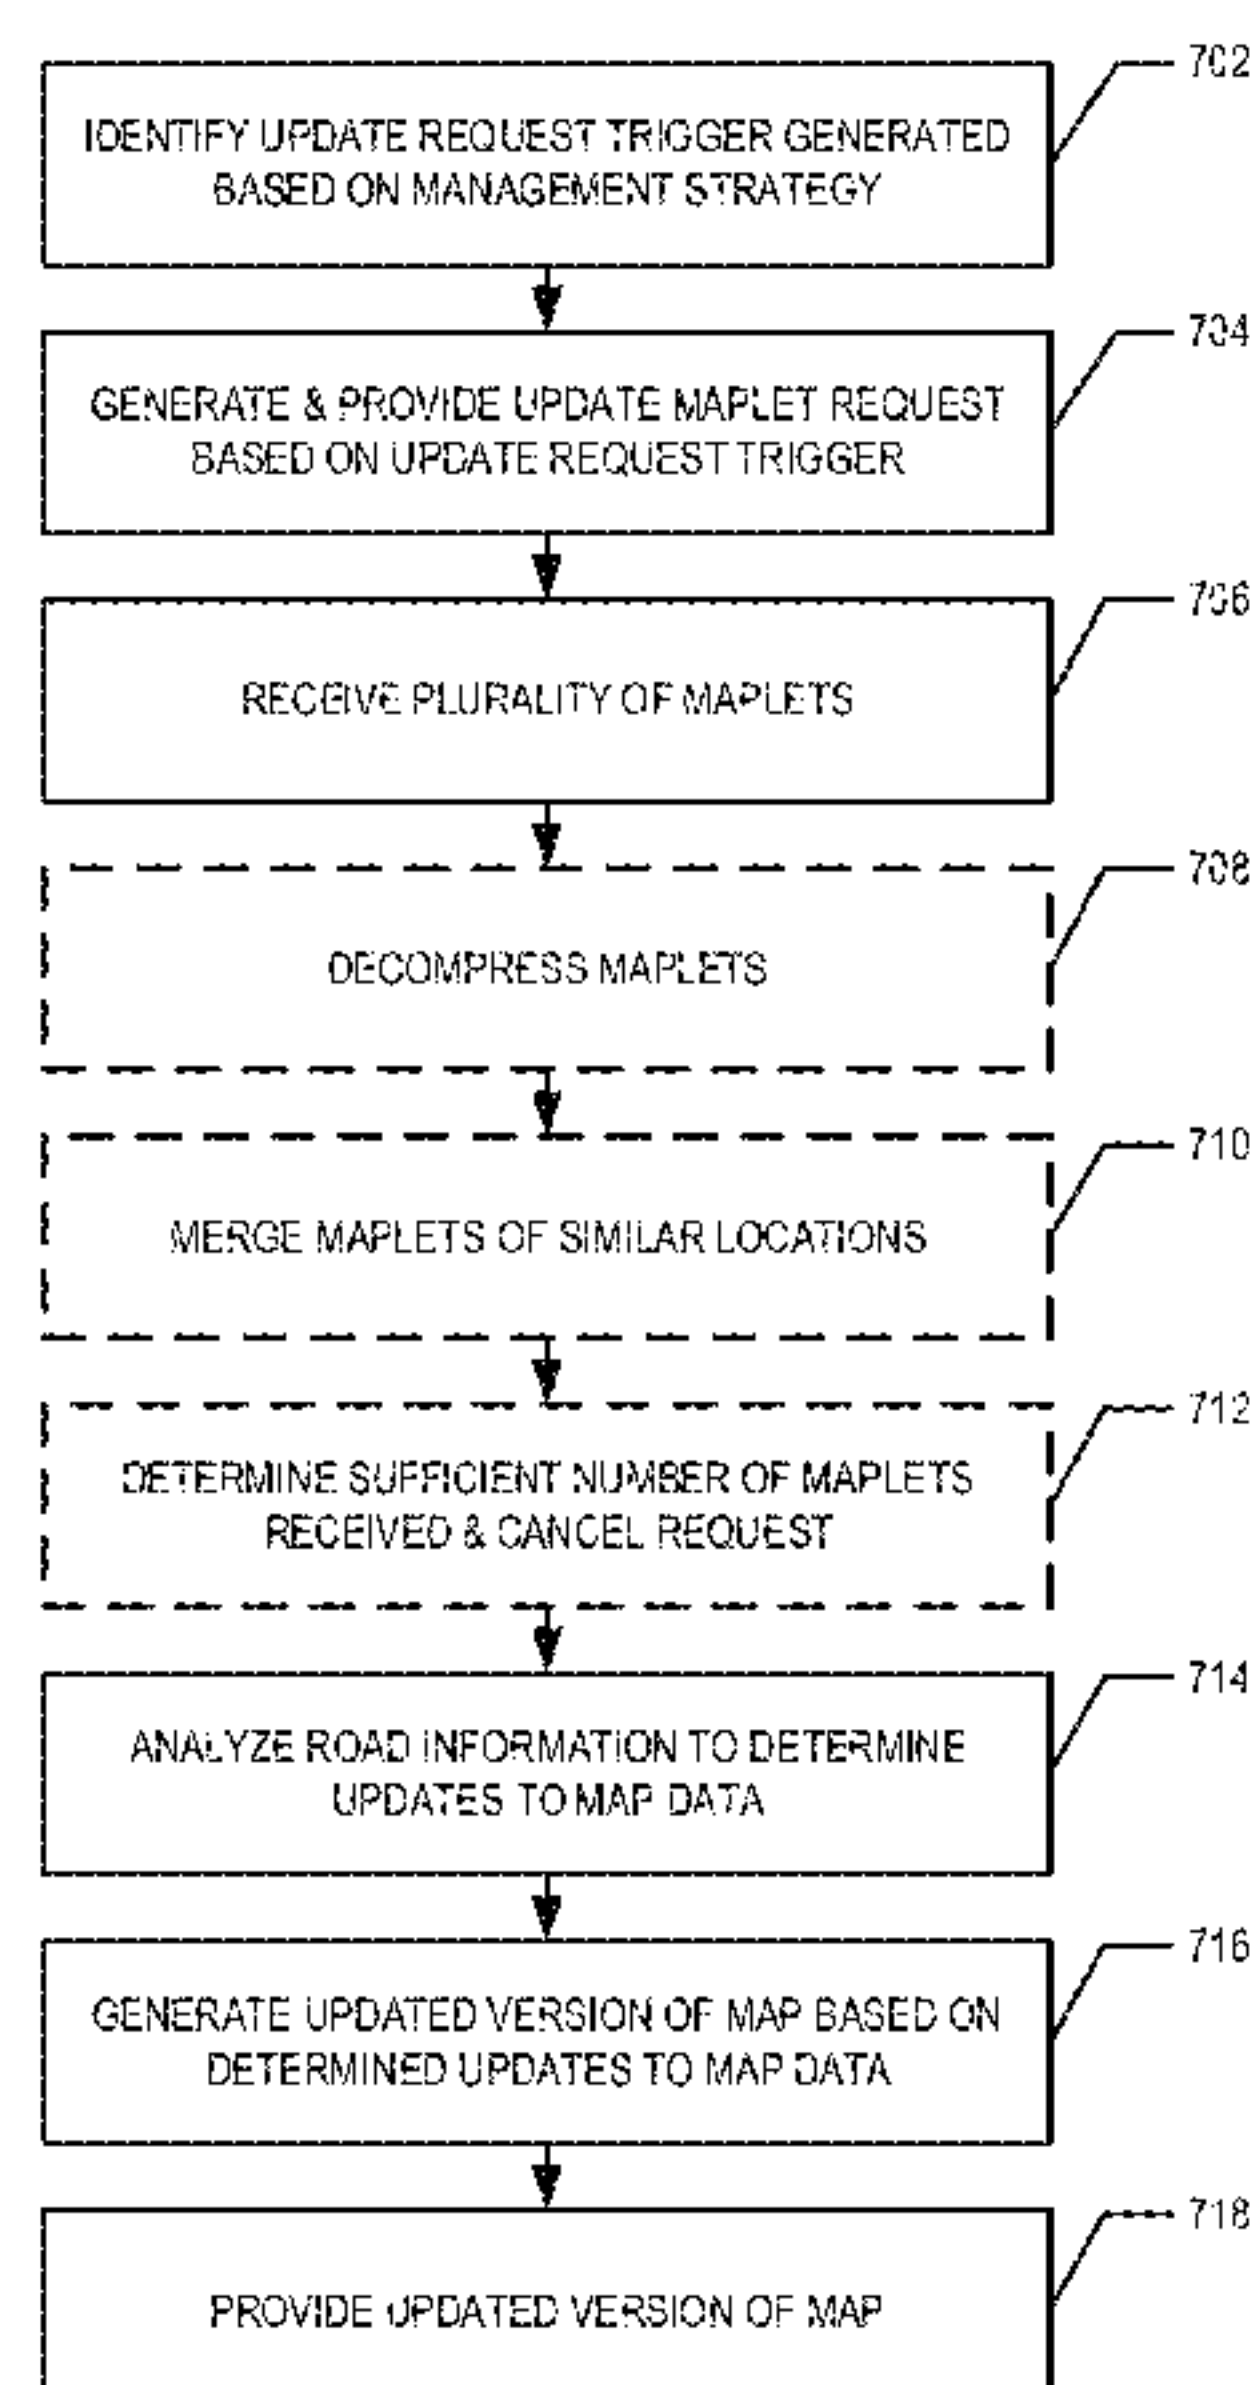 702
IDENTIFY UPDATE REQUEST TRIGGER GENERATED
BASED ON MANAGEMENT STRATEGY
704
GENERATE & PROVIDE UPDATE MAPLET REQUEST
BASED ON UPDATE REQUEST TRIGGER
706
RECEIVE PLURALITY OF MAPLETS
708
DECOMPRESS MAPLETS
710
MERGE MAPLETS OF SIMILAR LOCATIONS
712
DETERMINE SUFFICIENT NUMBER OF MAPLETS
RECEIVED & CANCEL REQUEST
714
ANALYZE ROAD INFORMATION TO DETERMINE
UPDATES TO MAP DATA
716
GENERATE UPDATED VERSION OF MAP BASED ON
DETERMINED UPDATES TO MAP DATA
718
PROVIDE UPDATED VERSION OF MAP